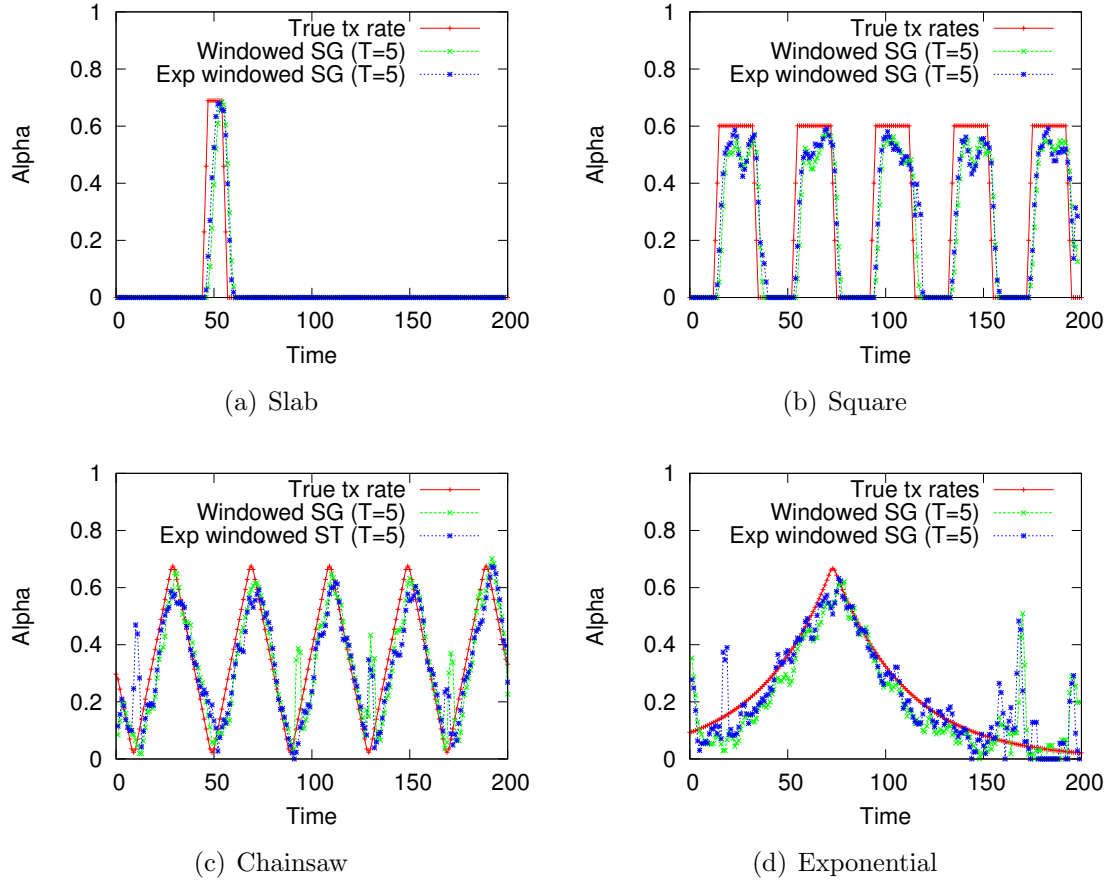 True tx rate
Windowed SG (T=5)
Exp windowed SG (T=5)
1
0.8
0.6
0.4
0.2
0
Alpha
0 50 100 150 200
Time
(a) Slab
True tx rates
Windowed SG (T=5)
Exp windowed SG (T=5)
1
0.8
0.6
0.4
0.2
0
Alpha
0 50 100 150 200
Time
(b) Square
True tx rate
Windowed SG (T=5)
Exp windowed ST (T=5)
1
0.8
0.6
0.4
0.2
0
Alpha
0 50 100 150 200
Time
(c) Chainsaw
True tx rates
Windowed SG (T=5)
Exp windowed SG (T=5)
1
0.8
0.6
0.4
0.2
0
Alpha
0 50 100 150 200
Time
(d) Exponential